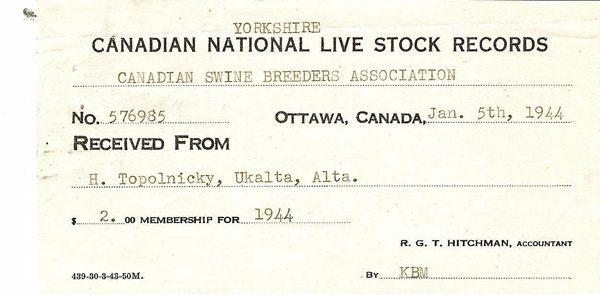 YORKSHIRE
CANADIAN NATIONAL LIVE STOCK RECORDS
CANADIAN SWINE BREEDERS ASSOCIATION
No. 576985 OTTAWA, CANADA, Jan. 5th, 1944
RECEIVED FROM
H. Topolnicky, Ukalta, Alta.
$ 2. 00 MEMBERSHIP FOR 1944
R. G. T. HITCHMAN, ACCOUNTANT
439-30-3-43-50M. BY KBM